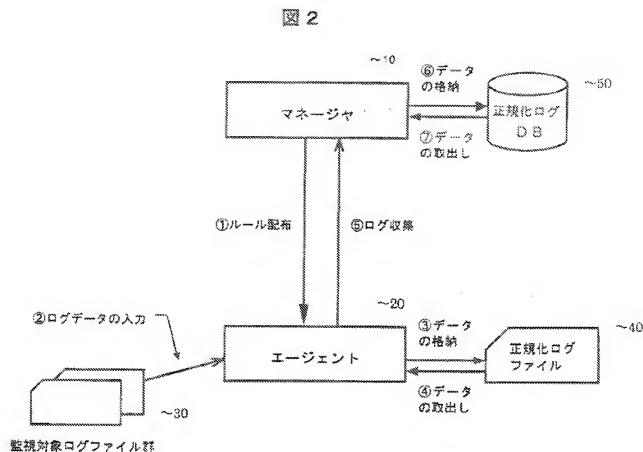 図2
~10
マネージャ
⑥データ
の格納
⑦データ
の取出し
~50
正規化ログ
DB
①ルール配布
⑤ログ収集
②ログデータの入力
~20
エージェント
③データ
の格納
④データ
の取出し
~40
正規化ログ
ファイル
~30
監視対象ログファイル群